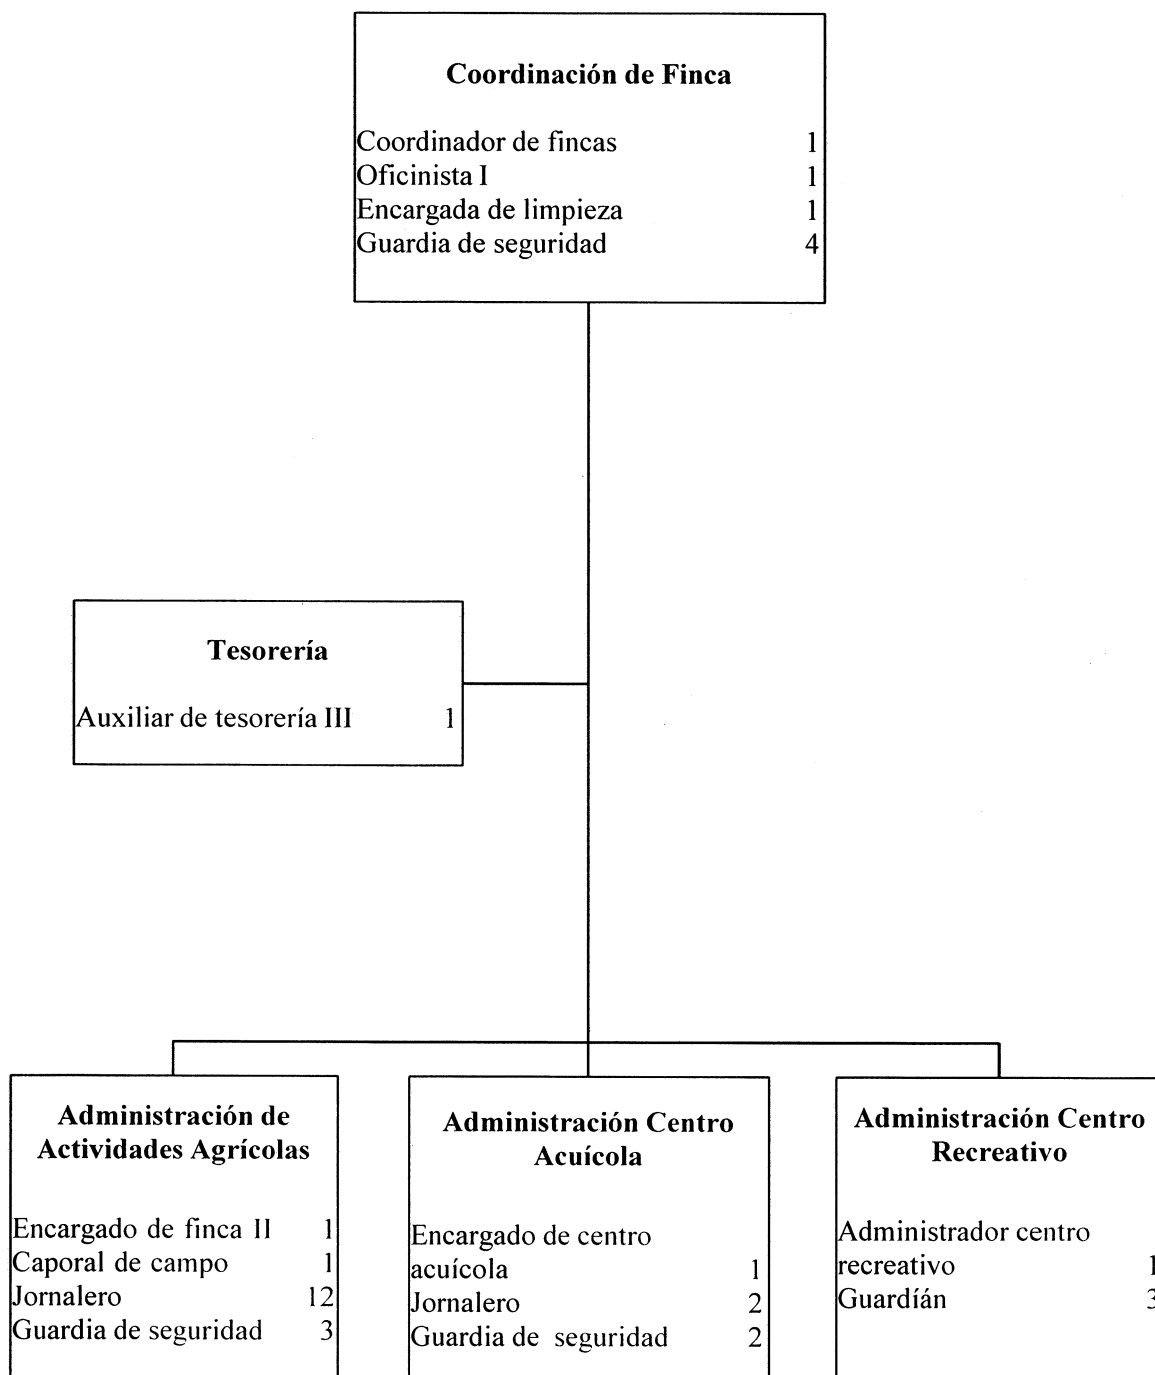 Coordinación de Finca
Coordinador de fincas 1
Oficinista I 1
Encargada de limpieza 1
Guardia de seguridad 4
Tesorería
Auxiliar de tesorería III 1
Administración de
Actividades Agrícolas
Encargado de finca II 1
Caporal de campo 1
Jornalero 12
Guardia de seguridad 3
Administración Centro
Acuícola
Encargado de centro
acuícola 1
Jornalero 2
Guardia de seguridad 2
Administración Centro
Recreativo
Administrador centro
recreativo 1
Guardíán 3